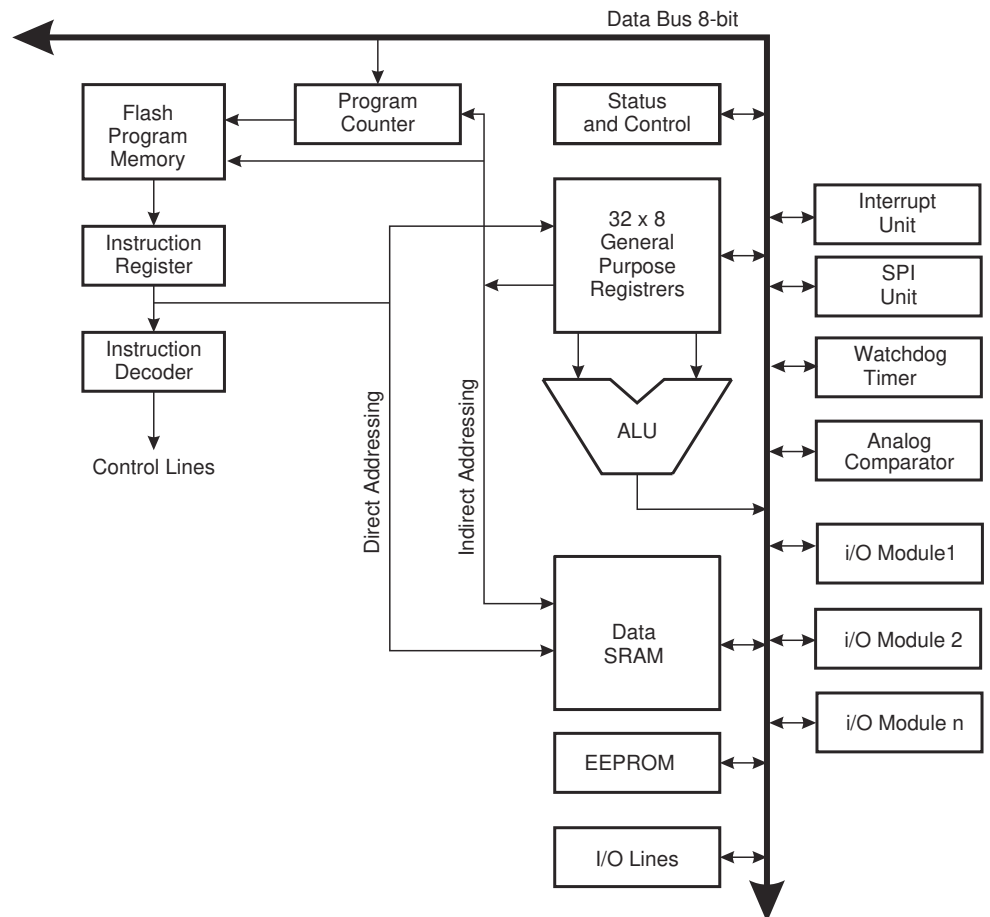 Data Bus 8-bit
Flash
Program
Memory
Program
Counter
Status
and Control
32 x 8
General
Purpose
Registrers
Interrupt
Unit
Instruction
Register
SPI
Unit
Instruction
Decoder
Watchdog
Timer
Direct Addressing
Indirect Addressing
ALU
Analog
Comparator
Control Lines
i/O Module1
Data
SRAM
i/O Module 2
i/O Module n
EEPROM
I/O Lines